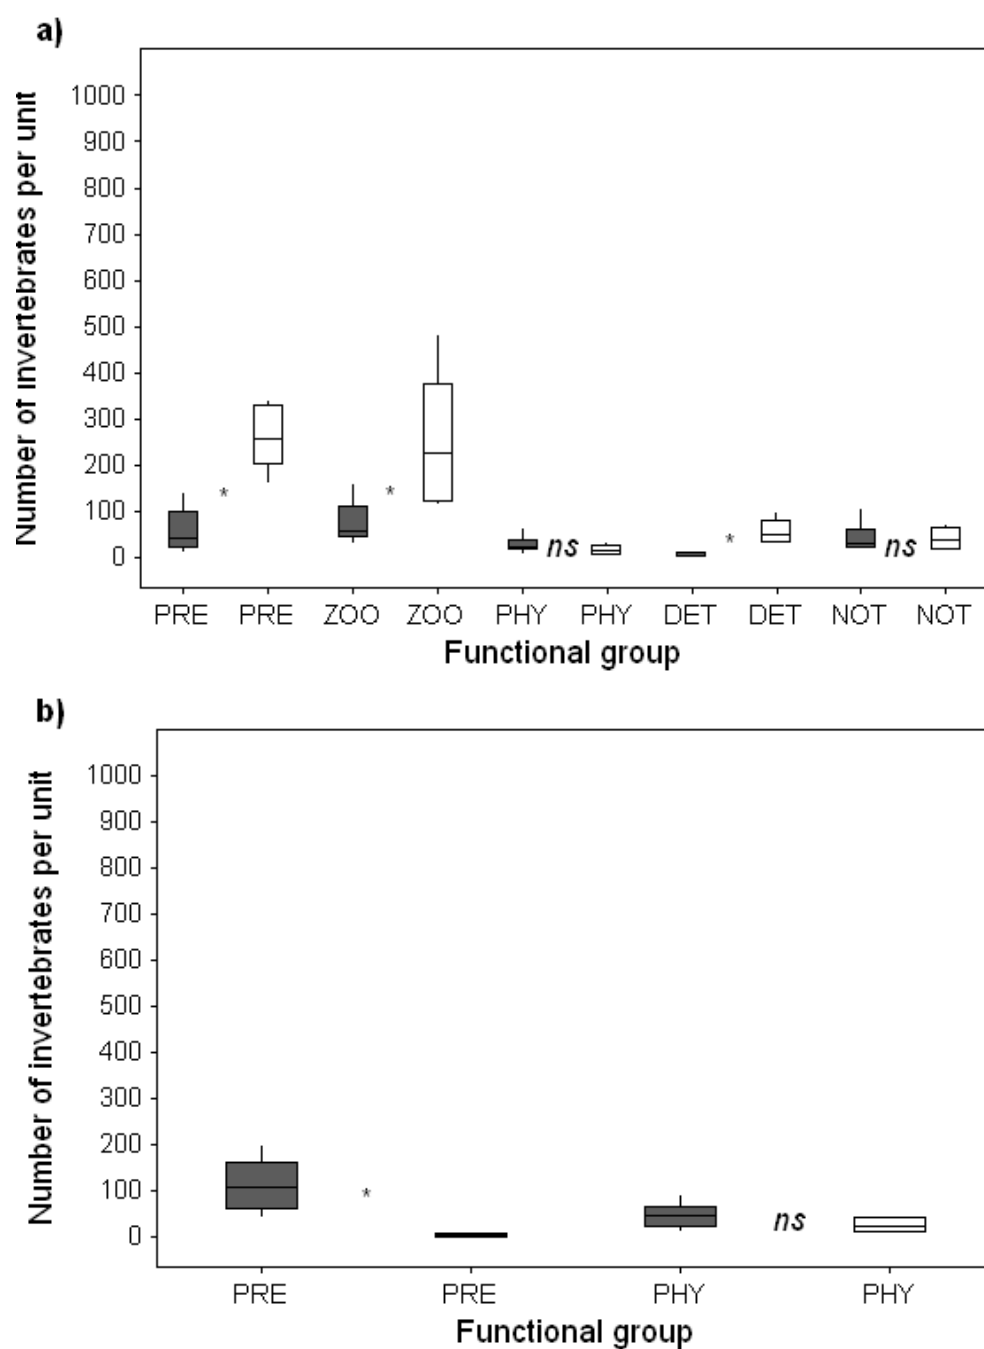 a)
Number of invertebrates per unit
1000
900
800
700
600
500
400
300
200
100
0
* * ns * ns
PRE PRE ZOO ZOO PHY PHY DET DET NOT NOT
Functional group
b)
Number of invertebrates per unit
1000
900
800
700
600
500
400
300
200
100
0
* ns
PRE PRE PHY PHY
Functional group